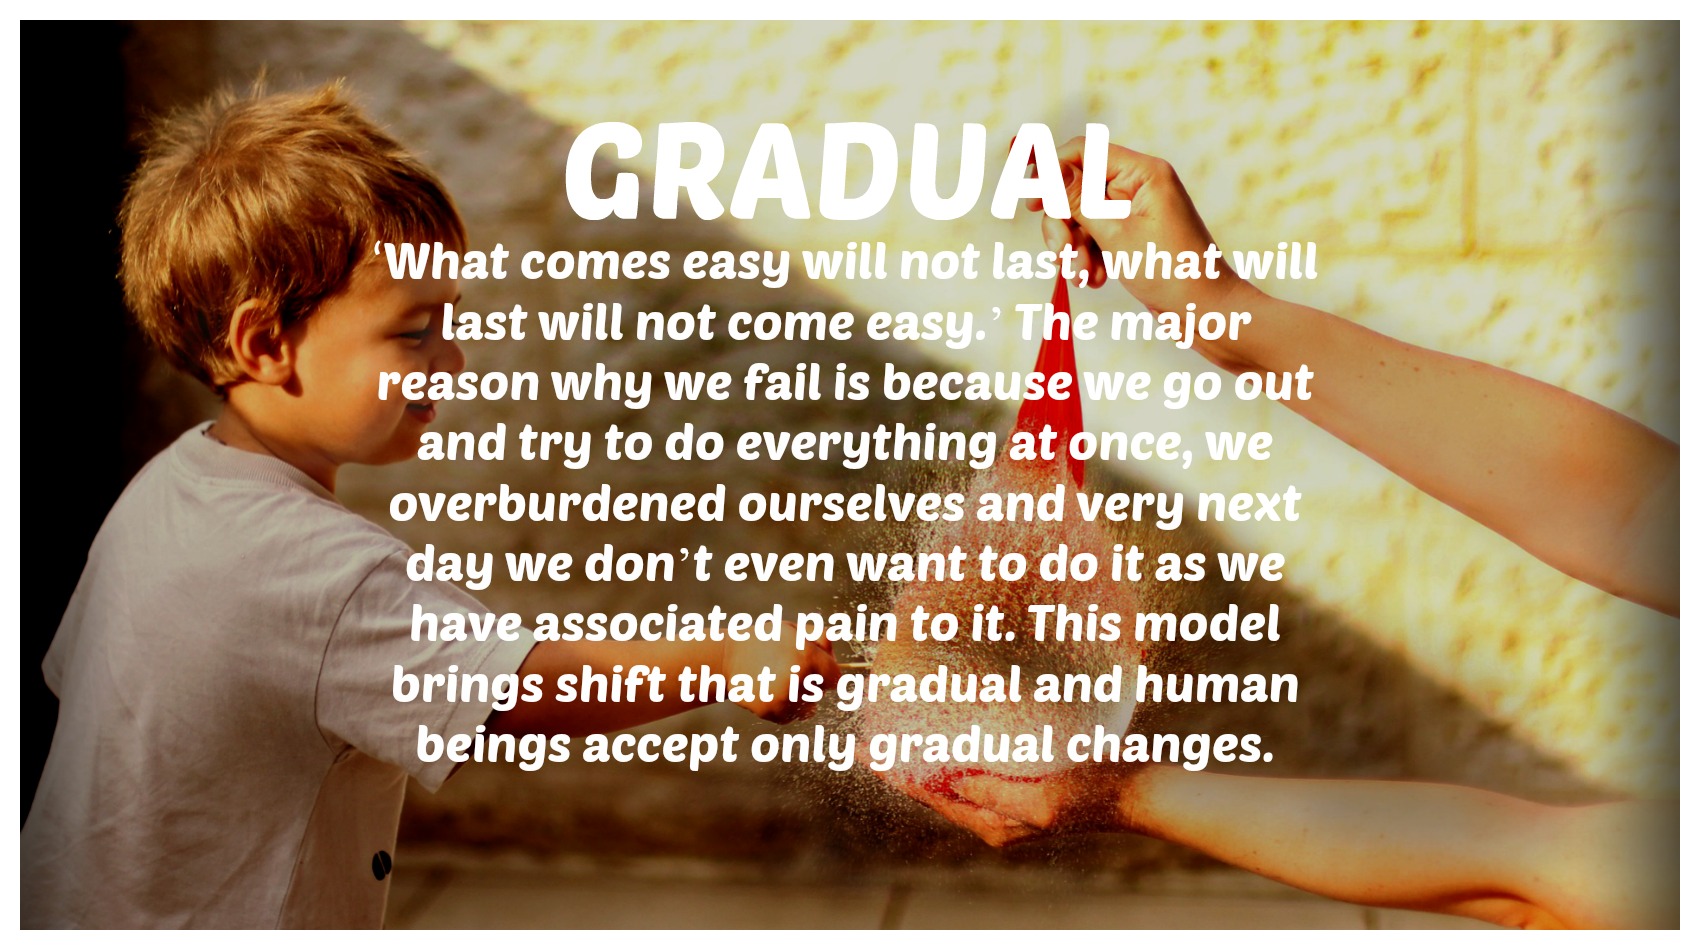 GRADUAL
‘What comes easy will not last, what will
last will not come easy.’ The major
reason why we fail is because we go out
and try to do everything at once, we
overburdened ourselves and very next
day we don’t even want to do it as we
have associated pain to it. This model
brings shift that is gradual and human
beings accept only gradual changes.